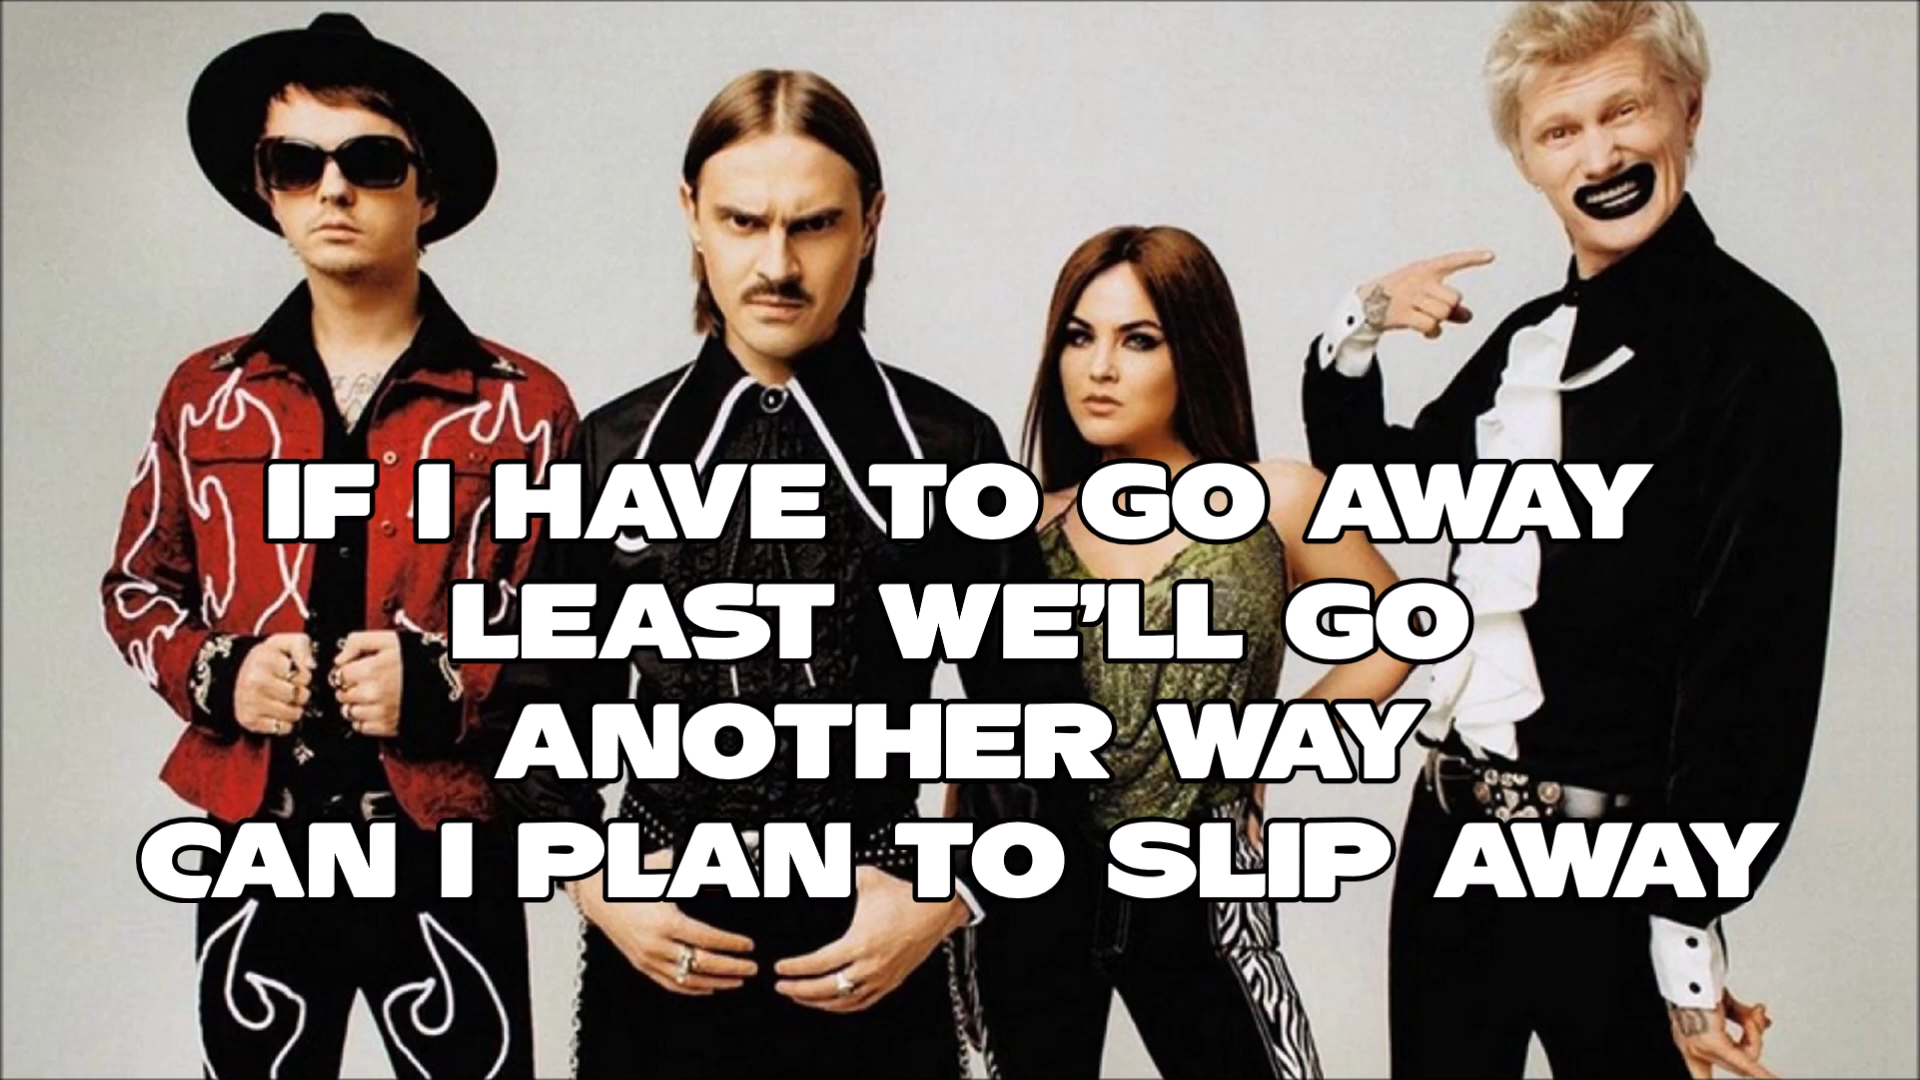 IF I HAVE TO GO AWAY
LEAST WE'LL GO
ANOTHER WAY
CAN I PLAN TO SLIP AWAY